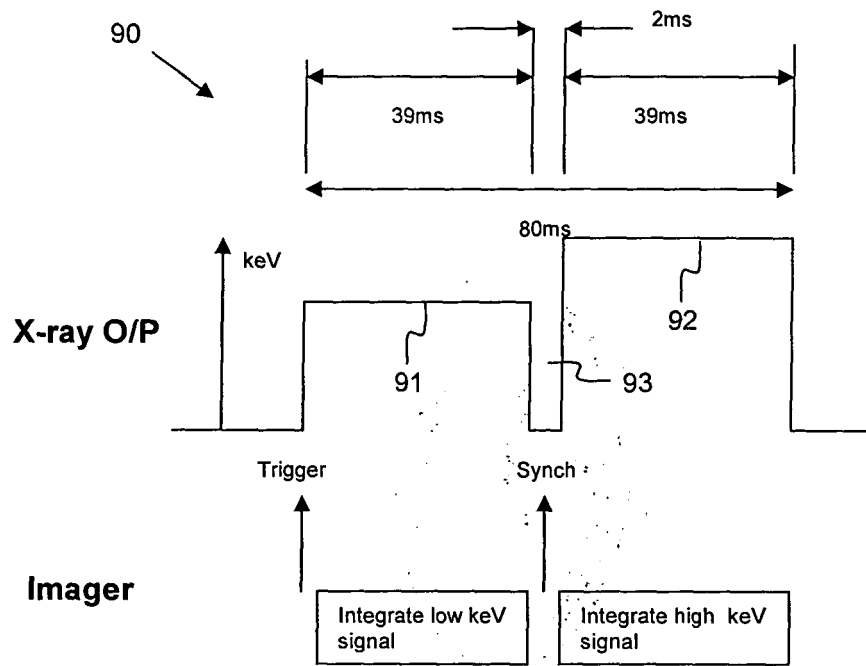 90
2ms
39ms
39ms
80ms
keV
X-ray O/P
91
92
93
Trigger
Synch
Imager
Integrate low keV
signal
Integrate high keV
signal